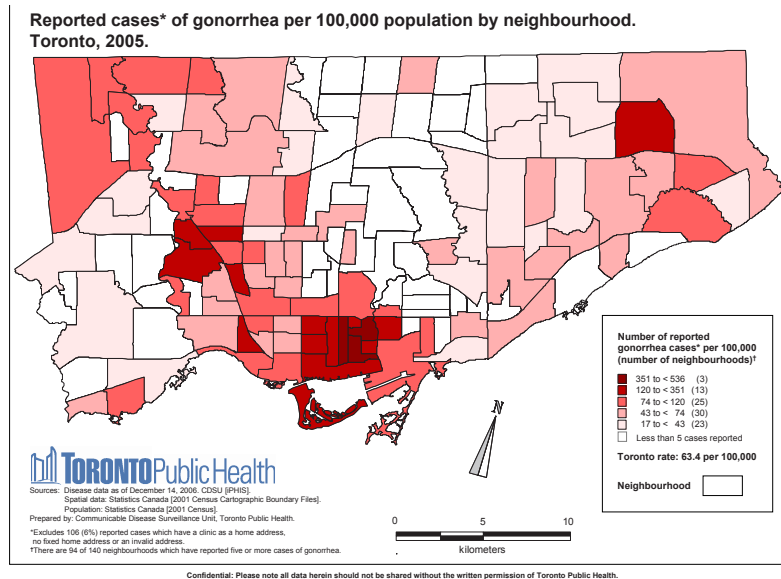 Reported cases* of gonorrhea per 100,000 population by neighbourhood.
Toronto, 2005.
Number of reported
gonorrhea cases* per 100,000
(number of neighbourhoods)†
351 to < 536 (3)
120 to < 351 (13)
74 to < 120 (25)
43 to < 74 (30)
17 to < 43 (23)
Less than 5 cases reported
Toronto rate: 63.4 per 100,000
Neighbourhood
N
TORONTO Public Health
Sources: Disease data as of December 14, 2006. CDSU [iPHIS].
Spatial data: Statistics Canada [2001 Census Cartographic Boundary Files].
Population: Statistics Canada [2001 Census].
Prepared by: Communicable Disease Surveillance Unit, Toronto Public Health.
*Excludes 106 (6%) reported cases which have a clinic as a home address,
no fixed home address or an invalid address.
†There are 94 of 140 neighbourhoods which have reported five or more cases of gonorrhea.
0 5 10
kilometers
Confidential: Please note all data herein should not be shared without the written permission of Toronto Public Health.